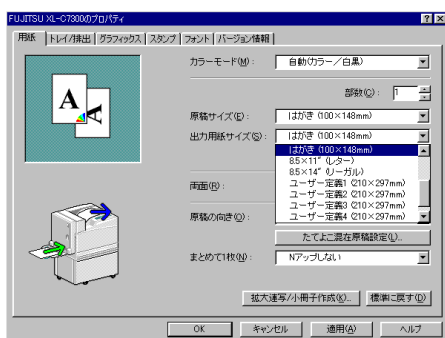 FUJITSU XL-C7300のプロパティ
用紙 トレイ/排出 グラフィックス スタンプ フォント バージョン情報
カラーモード(M): 自動(カラー/白黒)
部数(C): 1
原稿サイズ(E): はがき (100×148mm)
出力用紙サイズ(S): はがき (100×148mm)
はがき (100×148mm)
8.5×11" (レター)
8.5×14" (リーガル)
ユーザー定義1 (210×297mm)
両面(R): ユーザー定義2 (210×297mm)
ユーザー定義3 (210×297mm)
原稿の向き(O): ユーザー定義4 (210×297mm)
たてよこ混在原稿設定(L)...
まとめて1枚(N): Nアップしない
拡大連写/小冊子作成(K)... 標準に戻す(D)
OK キャンセル 適用(A) ヘルプ
A
A